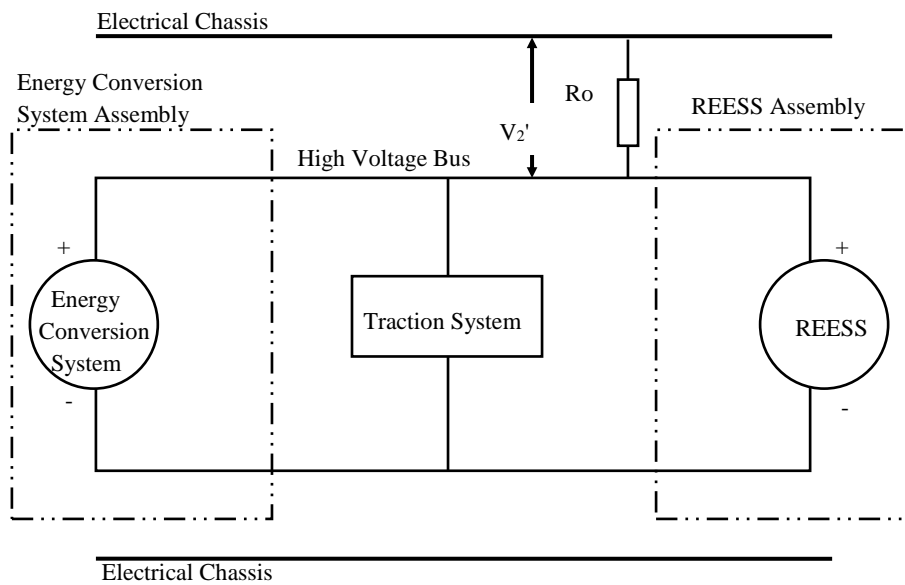 Electrical Chassis
Energy Conversion
System Assembly
Ro
REESS Assembly
V₂'
High Voltage Bus
+
+
Energy
Conversion
System
Traction System
REESS
-
-
Electrical Chassis